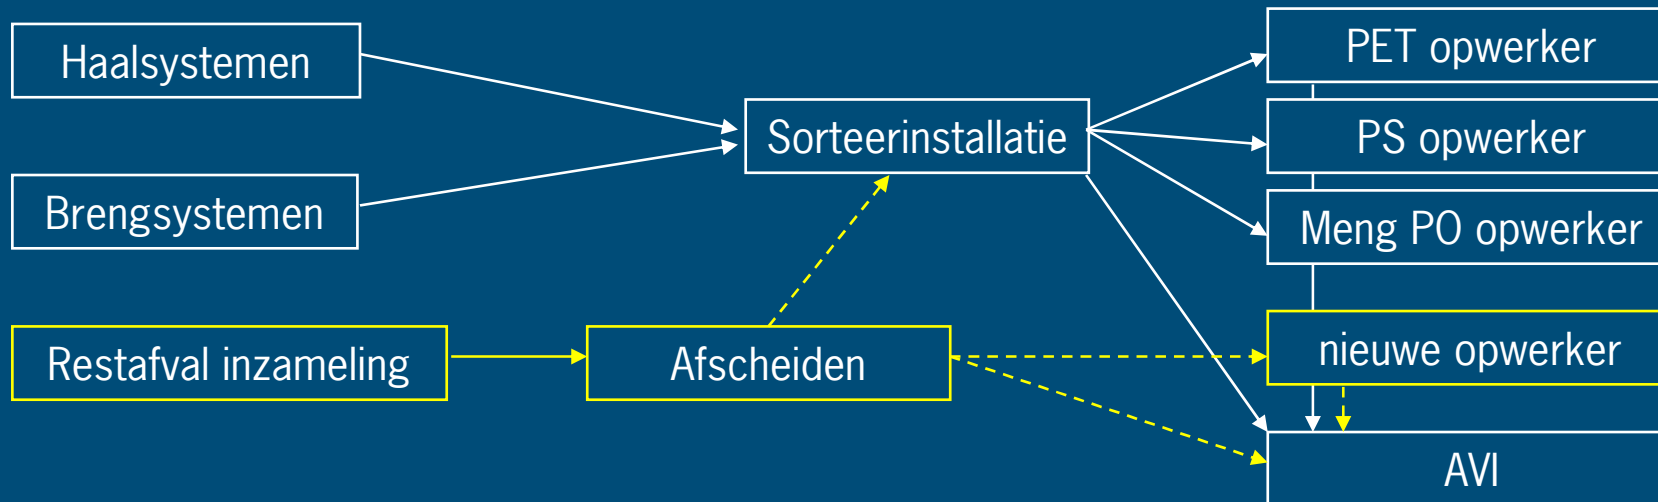 Haalsystemen
Brengsystemen
Restafval inzameling
Sorteerinstallatie
Afscheiden
PET opwerker
PS opwerker
Meng PO opwerker
nieuwe opwerker
AVI